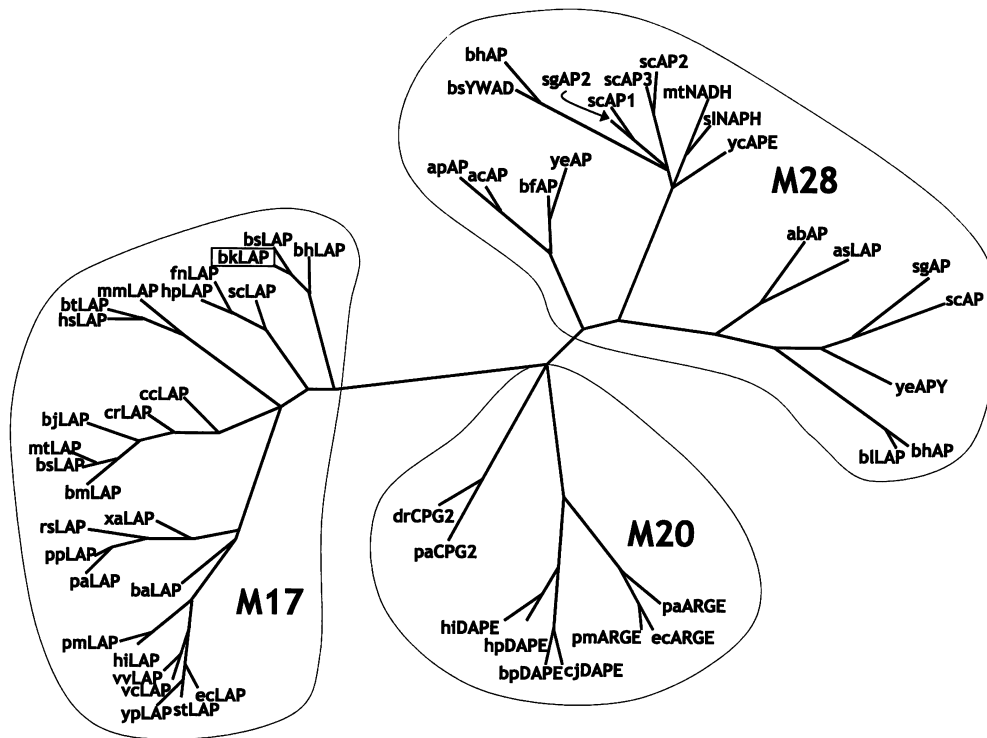 bhAP
bsYWAD
sgAP2
scAP1
scAP3
scAP2
mtNADH
slNAPH
ycAPE
M28
apAP
acAP
bfAP
yeAP
abAP
asLAP
sgAP
scAP
yeAPY
blLAP
bhAP
bsLAP
bkLAP
bhLAP
fnLAP
hpLAP
scLAP
mmLAP
btLAP
hsLAP
ccLAP
crLAP
bjLAP
mtLAP
bsLAP
bmLAP
xaLAP
rsLAP
ppLAP
paLAP
baLAP
M17
pmLAP
hiLAP
vvLAP
vcLAP
ecLAP
ypLAP
stLAP
drCPG2
paCPG2
M20
hiDAPE
hpDAPE
bpDAPE
cjDAPE
paARGE
pmARGE
ecARGE